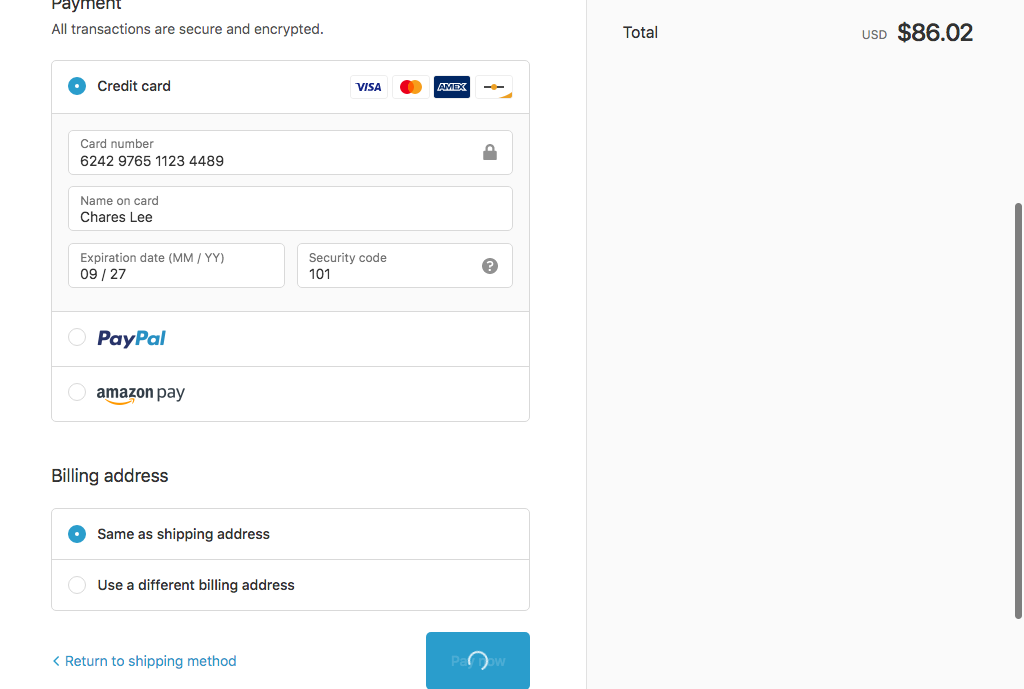 Payment
All transactions are secure and encrypted.
Total
USD $86.02
Credit card
VISA
AMEX
Card number
6242 9765 1123 4489
Name on card
Chares Lee
Expiration date (MM / YY)
09 / 27
Security code
101
?
PayPal
amazon pay
Billing address
Same as shipping address
Use a different billing address
Return to shipping method
Pay now